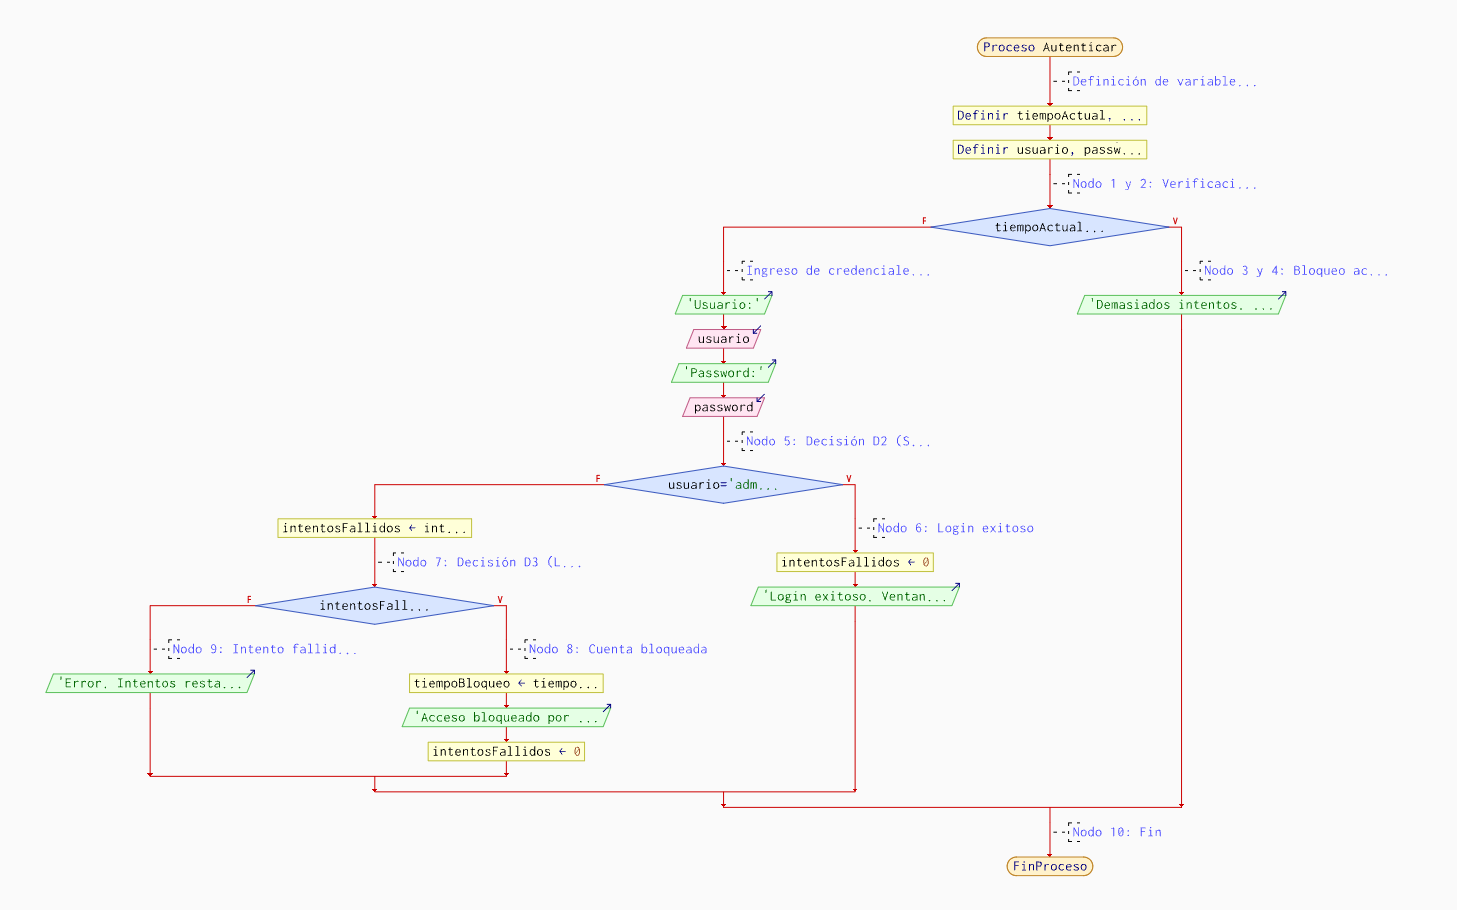 Proceso Autenticar
Definición de variable...
Definir tiempoActual, ...
Definir usuario, passw...
Nodo 1 y 2: Verificaci...
F
V
tiempoActual...
Ingreso de credenciale...
Nodo 3 y 4: Bloqueo ac...
'Usuario:'
'Demasiados intentos. ...
usuario
'Password:'
password
Nodo 5: Decisión D2 (S...
F
V
usuario='adm...
intentosFallidos ← int...
Nodo 6: Login exitoso
Nodo 7: Decisión D3 (L...
intentosFallidos ← 0
'Login exitoso. Ventan...
F
V
intentosFall...
Nodo 9: Intento fallid...
Nodo 8: Cuenta bloqueada
'Error. Intentos resta...
tiempoBloqueo ← tiempo...
'Acceso bloqueado por ...
intentosFallidos ← 0
Nodo 10: Fin
FinProceso